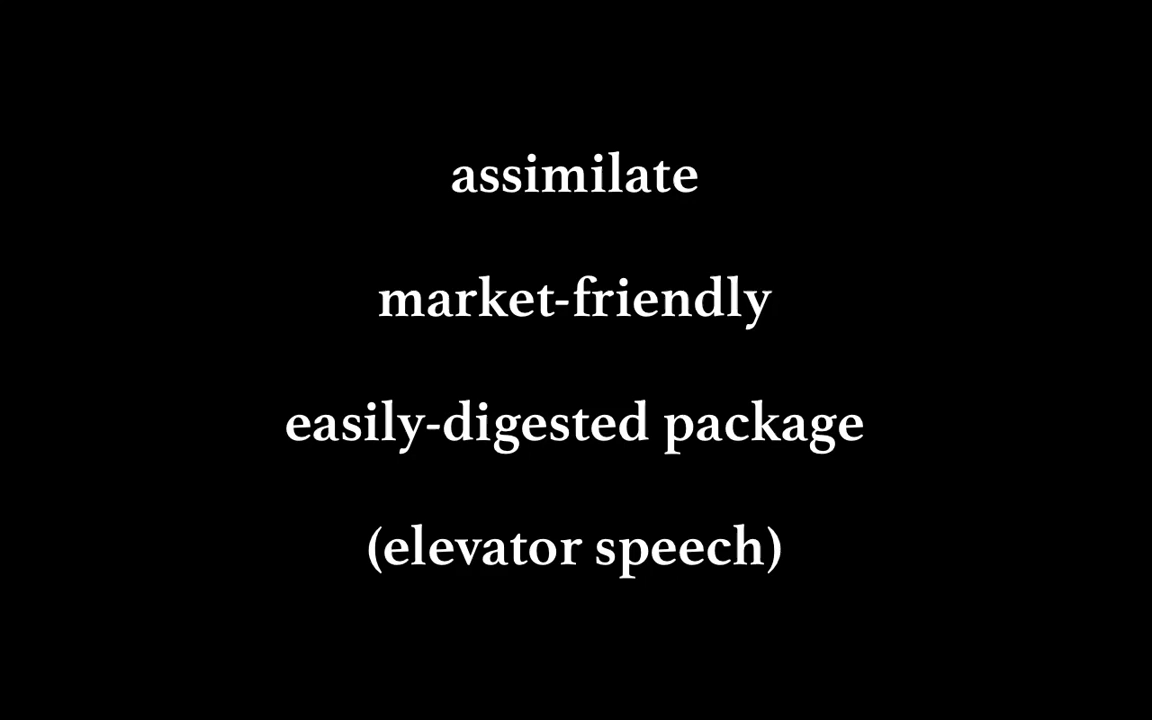 assimilate
market-friendly
easily-digested package
(elevator speech)